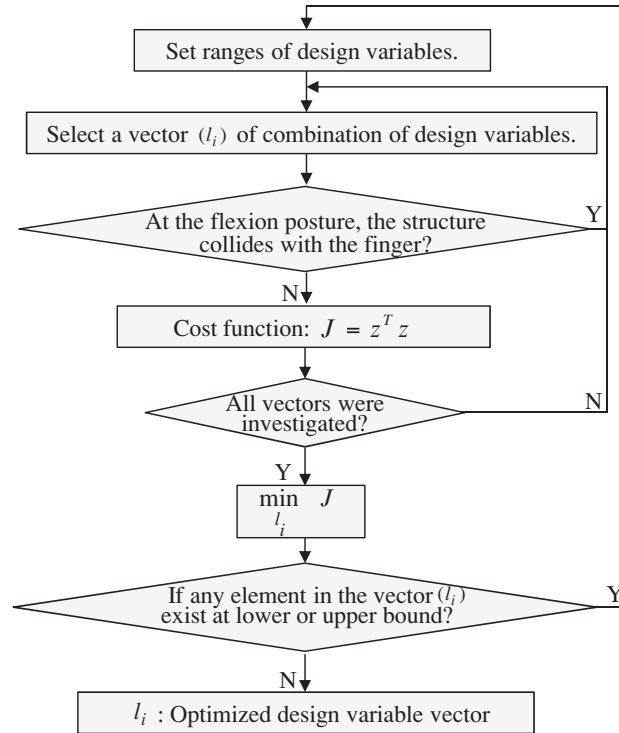 Set ranges of design variables.
Select a vector (l_i) of combination of design variables.
At the flexion posture, the structure
collides with the finger?
Y
N
Cost function: J = z^T z
All vectors were
investigated?
N
Y
min J
l_i
If any element in the vector (l_i)
exist at lower or upper bound?
Y
N
l_i : Optimized design variable vector